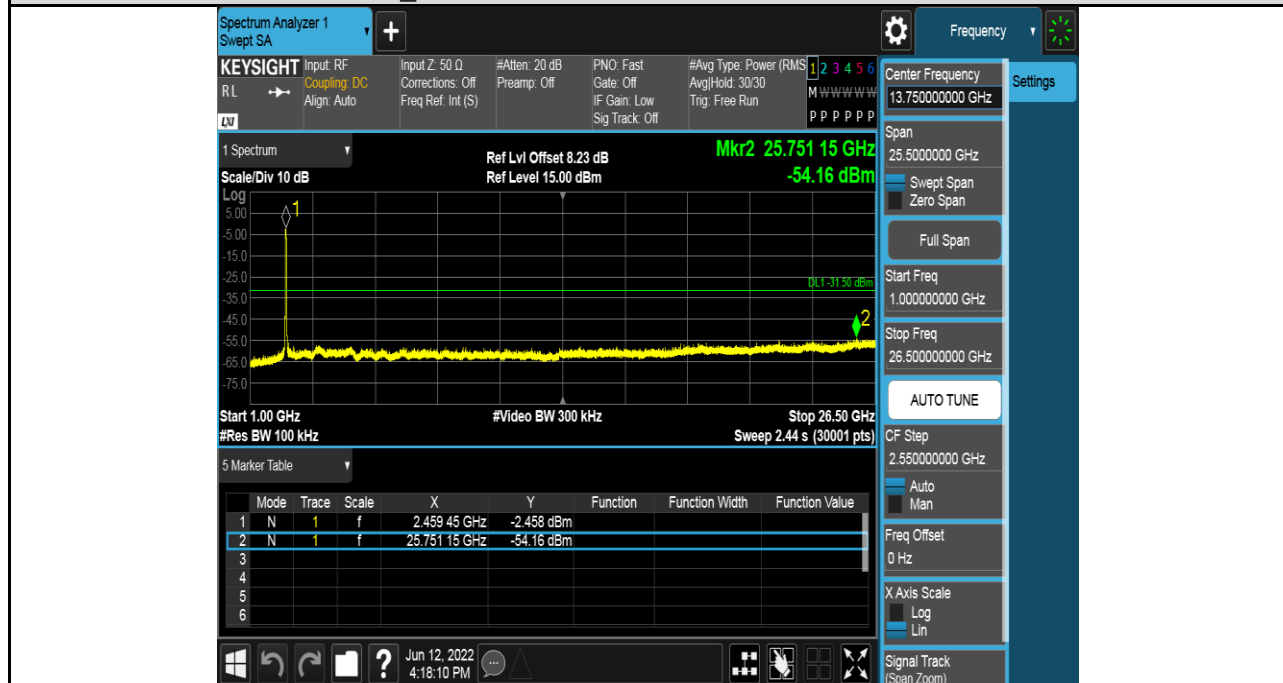 Spectrum Analyzer 1
Swept SA
+
Frequency
KEYSIGHT
RL
LXI
Input: RF
Coupling: DC
Align: Auto
Input Z: 50 Ω
Corrections: Off
Freq Ref: Int (S)
#Atten: 20 dB
Preamp: Off
PNO: Fast
Gate: Off
IF Gain: Low
Sig Track: Off
#Avg Type: Power (RMS
Avg|Hold: 30/30
Trig: Free Run
1 2 3 4 5 6
M W W W W W
P P P P P P
1 Spectrum
Scale/Div 10 dB
Ref Lvl Offset 8.23 dB
Ref Level 15.00 dBm
Mkr2 25.751 15 GHz
-54.16 dBm
Log
5.00
-5.00
-15.0
-25.0
-35.0
-45.0
-55.0
-65.0
-75.0
1
DL1 -31.50 dBm
2
Start 1.00 GHz
#Video BW 300 kHz
Stop 26.50 GHz
#Res BW 100 kHz
Sweep 2.44 s (30001 pts)
5 Marker Table
Mode Trace Scale X Y Function Function Width Function Value
1 N 1 f 2.459 45 GHz -2.458 dBm
2 N 1 f 25.751 15 GHz -54.16 dBm
3
4
5
6
?
Jun 12, 2022
4:18:10 PM
Center Frequency
13.750000000 GHz
Settings
Span
25.5000000 GHz
Swept Span
Zero Span
Full Span
Start Freq
1.000000000 GHz
Stop Freq
26.500000000 GHz
AUTO TUNE
CF Step
2.550000000 GHz
Auto
Man
Freq Offset
0 Hz
X Axis Scale
Log
Lin
Signal Track
(Span Zoom)